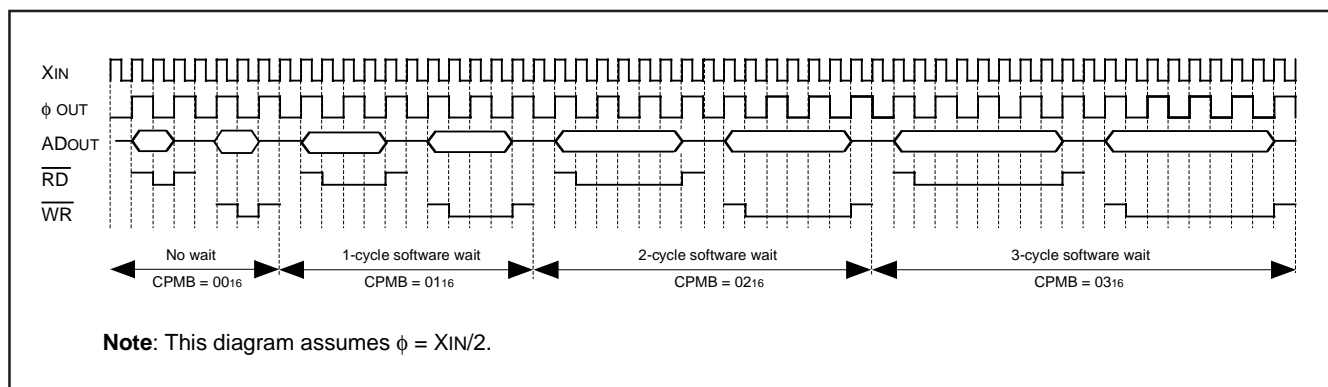 XIN
ϕ OUT
ADOUT
RD
WR
No wait
CPMB = 0016
1-cycle software wait
CPMB = 0116
2-cycle software wait
CPMB = 0216
3-cycle software wait
CPMB = 0316
Note: This diagram assumes ϕ = XIN/2.